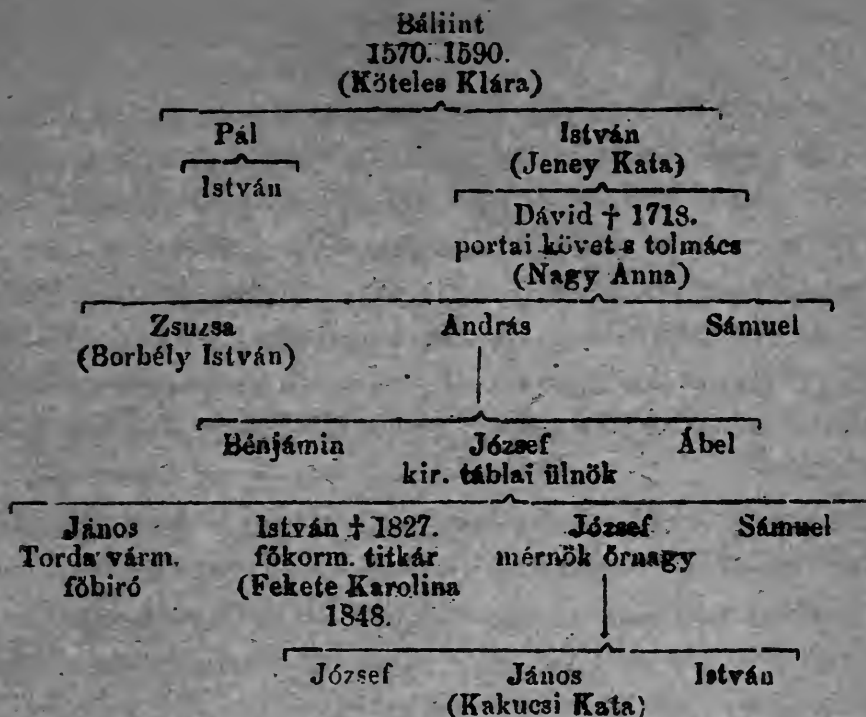 Báliint
1570. 1590.
(Köteles Klára)
Pál István
(Jeney Kata)
István
Dávid † 1718.
portai követ s tolmács
(Nagy Anna)
Zsuzsa András Sámuel
(Borbély István)
Bénjámin József Ábel
kir. táblai ülnök
János István † 1827. József Sámuel
Torda várm. főkorm. titkár mérnök őrnagy
főbiró (Fekete Karolina
1848.
József János István
(Kakucsi Kata)